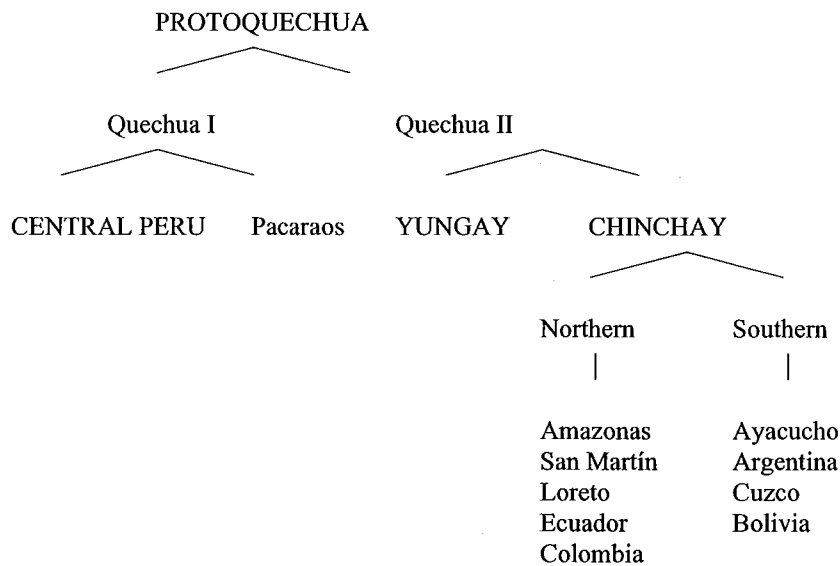 PROTOQUECHUA
Quechua I Quechua II
CENTRAL PERU Pacaraos YUNGAY CHINCHAY
Northern Southern
Amazonas Ayacucho
San Martín Argentina
Loreto Cuzco
Ecuador Bolivia
Colombia